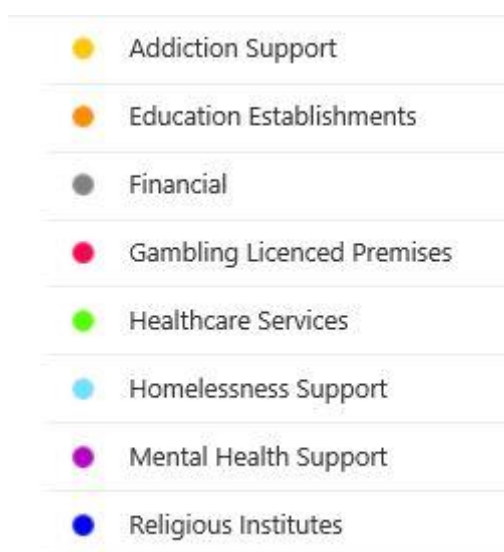 Addiction Support
Education Establishments
Financial
Gambling Licenced Premises
Healthcare Services
Homelessness Support
Mental Health Support
Religious Institutes